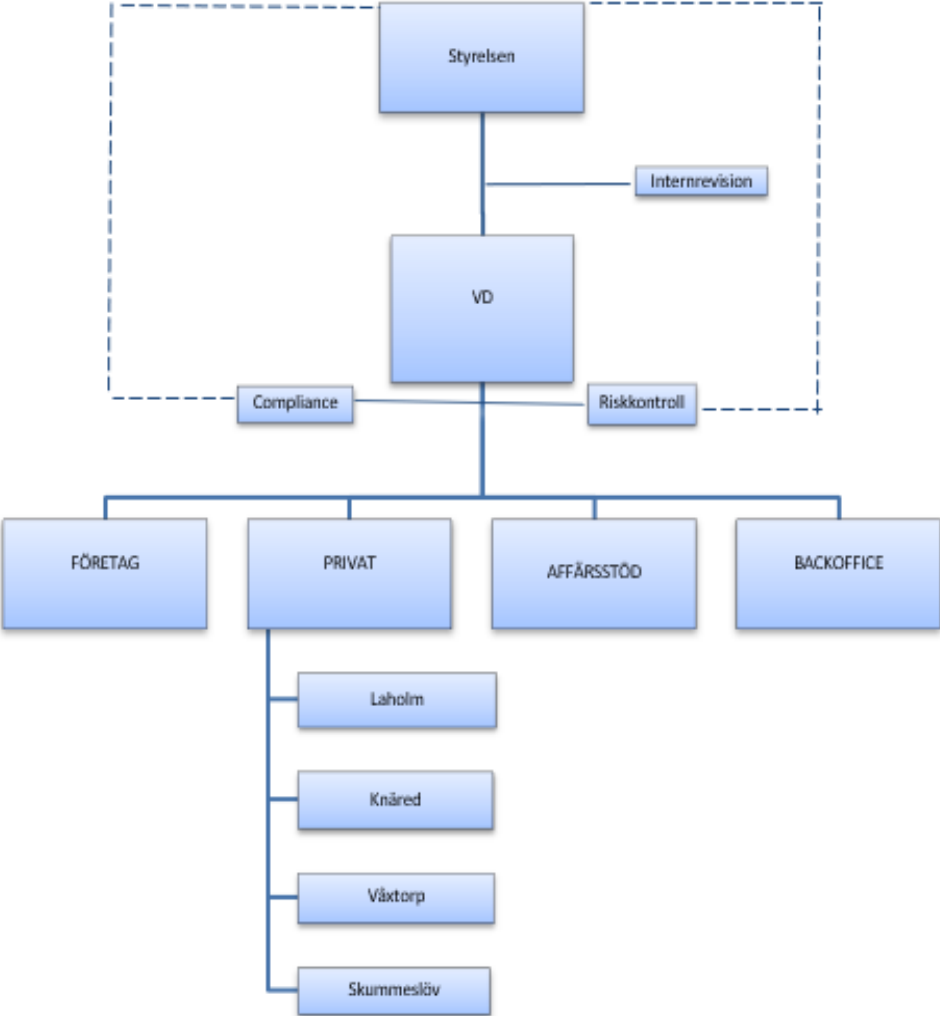 Styrelsen
Internrevision
VD
Compliance
Riskkontroll
FÖRETAG
PRIVAT
AFFÄRSSTÖD
BACKOFFICE
Laholm
Knäred
Våxtorp
Skummeslöv